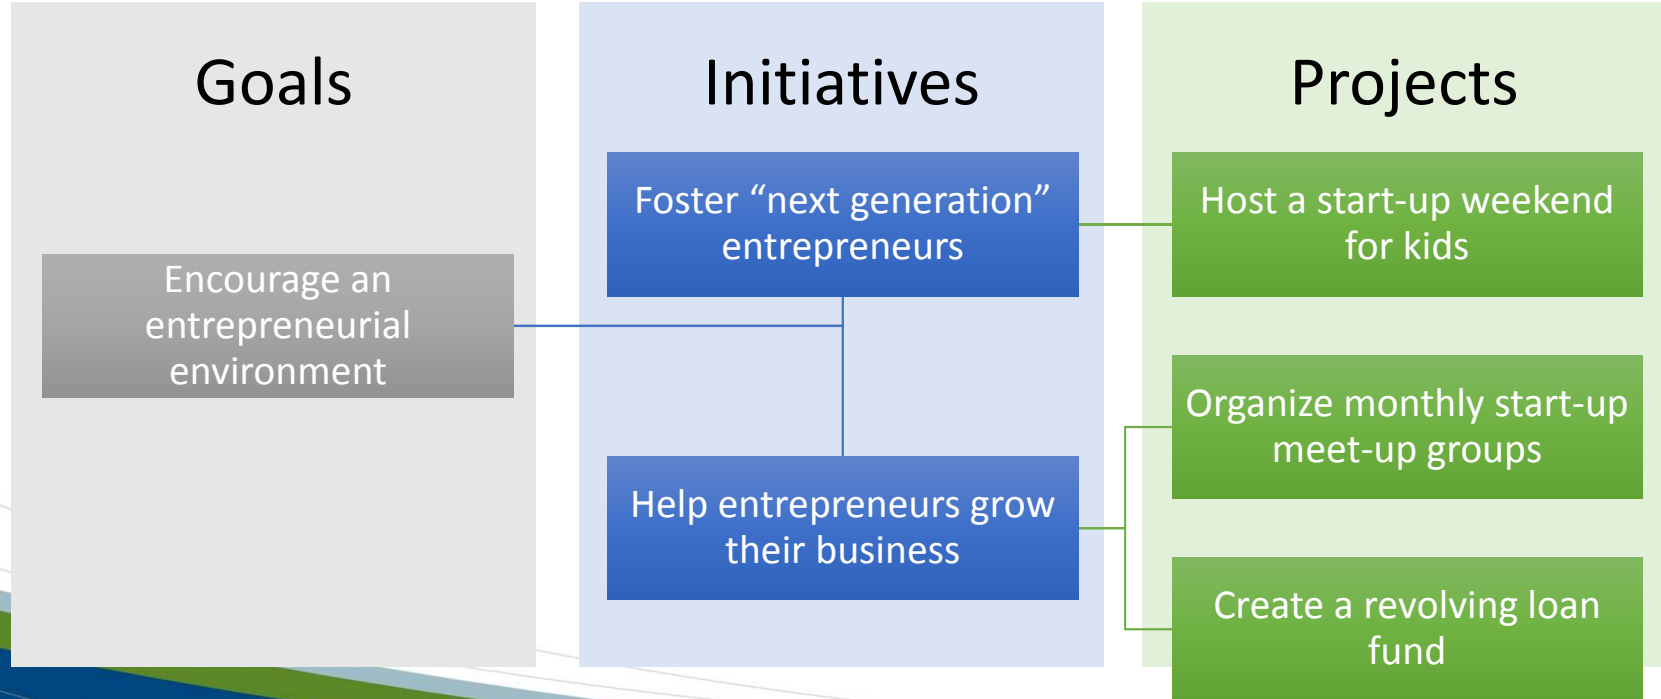 Goals
Encourage an
entrepreneurial
environment
Initiatives
Foster “next generation”
entrepreneurs
Help entrepreneurs grow
their business
Projects
Host a start-up weekend
for kids
Organize monthly start-up
meet-up groups
Create a revolving loan
fund